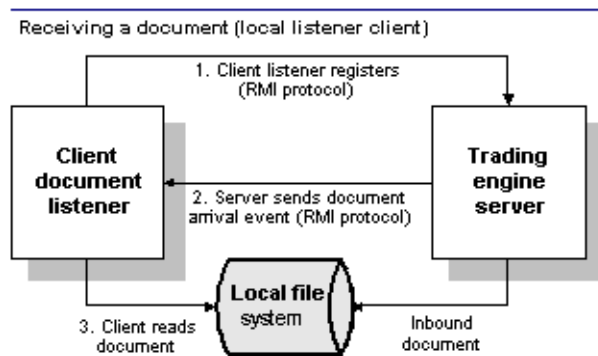 Receiving a document (local listener client)
1. Client listener registers
(RMI protocol)
Client
document
listener
Trading
engine
server
2. Server sends document
arrival event (RMI protocol)
Local file
system
3. Client reads
document
Inbound
document